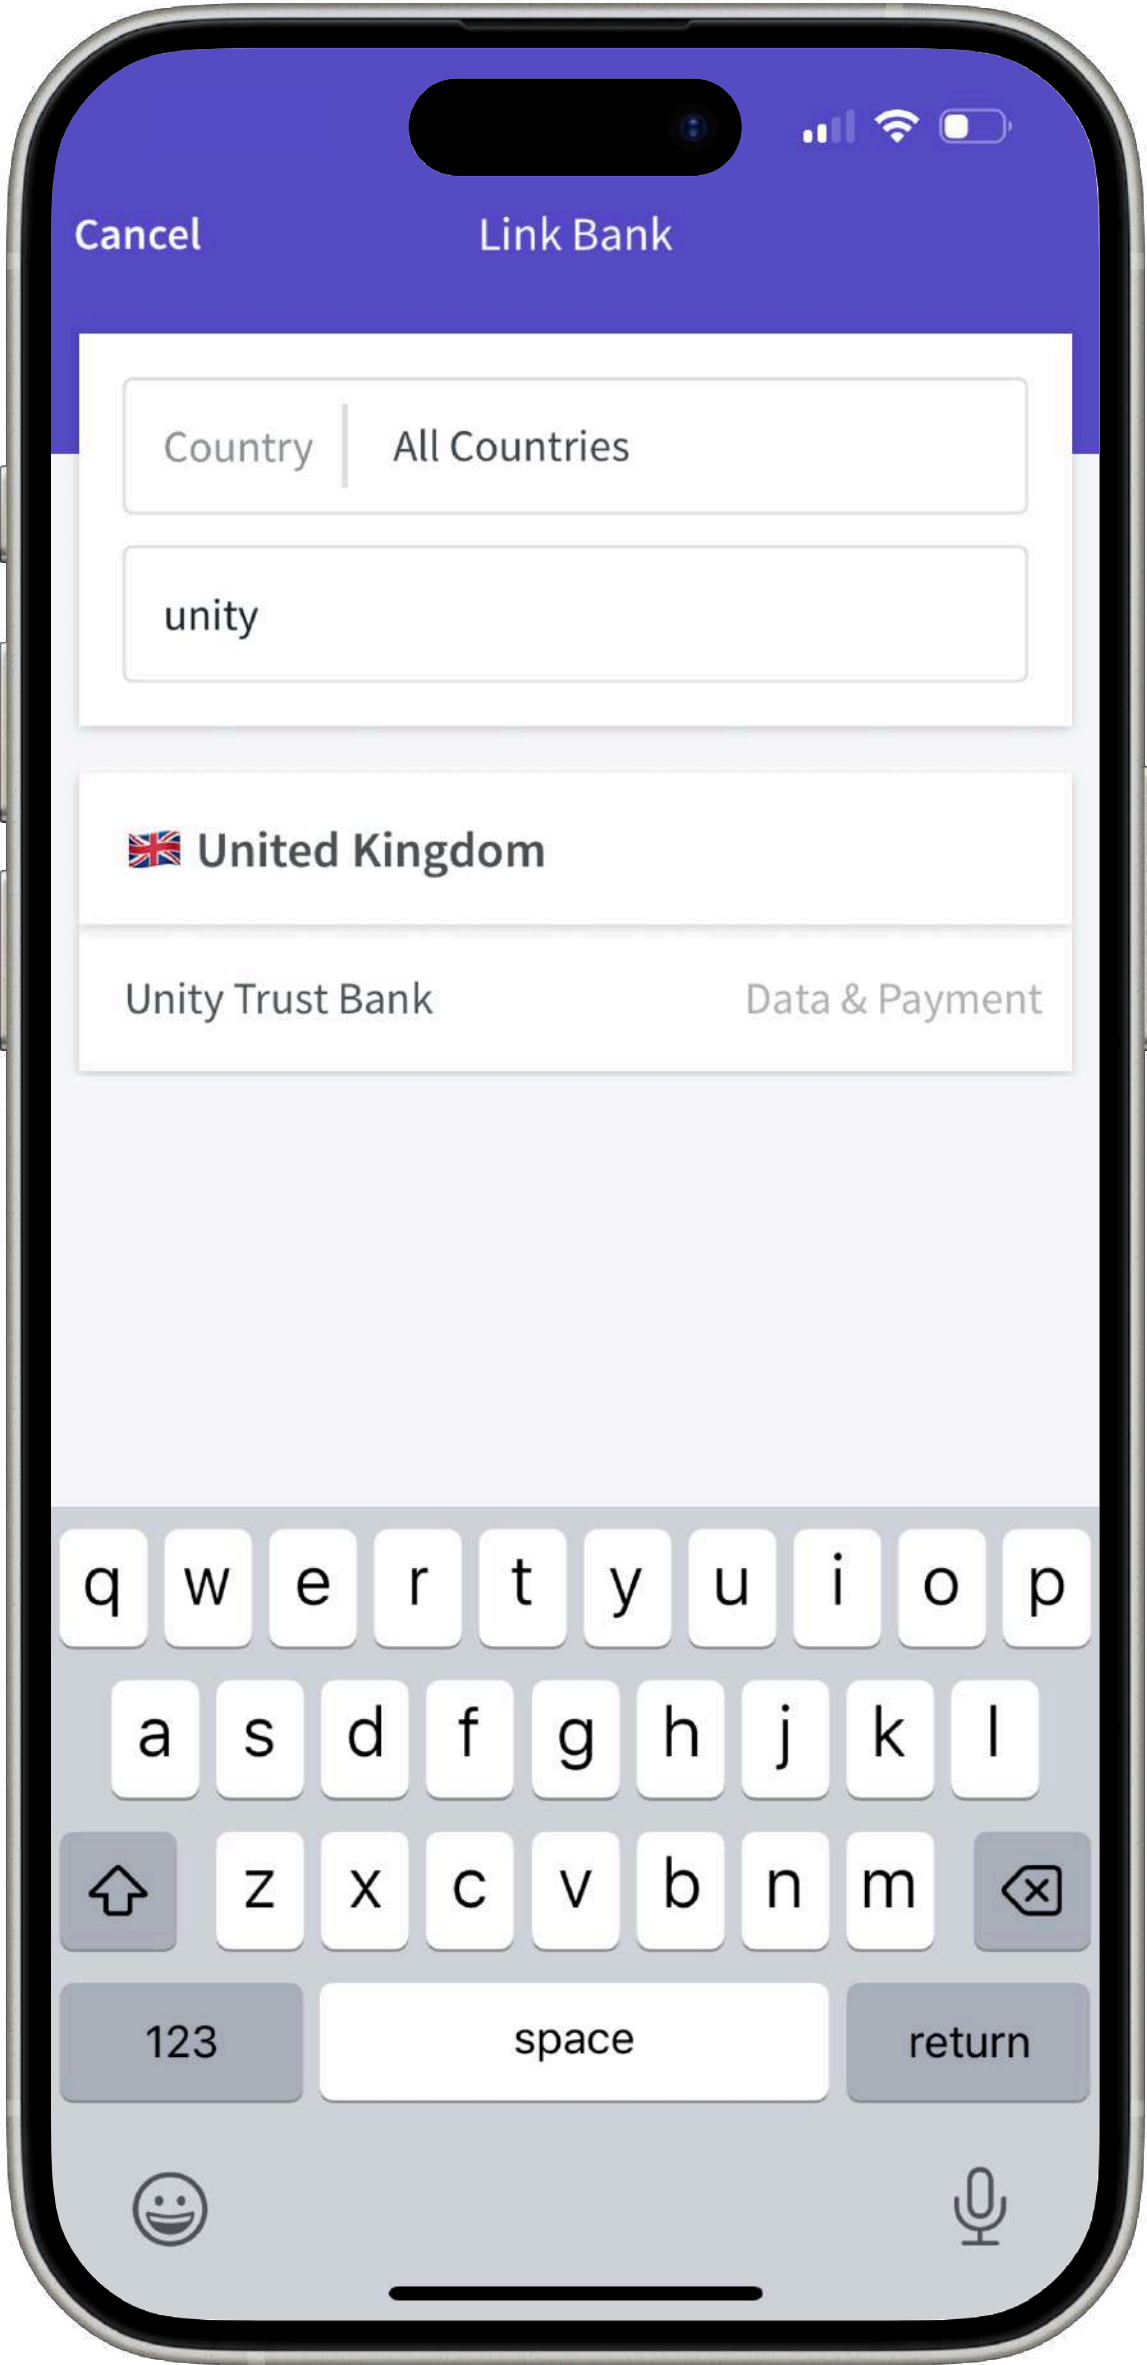 Cancel Link Bank
Country All Countries
unity
🇬🇧 United Kingdom
Unity Trust Bank Data & Payment
q w e r t y u i o p
a s d f g h j k l
z x c v b n m
123 space return